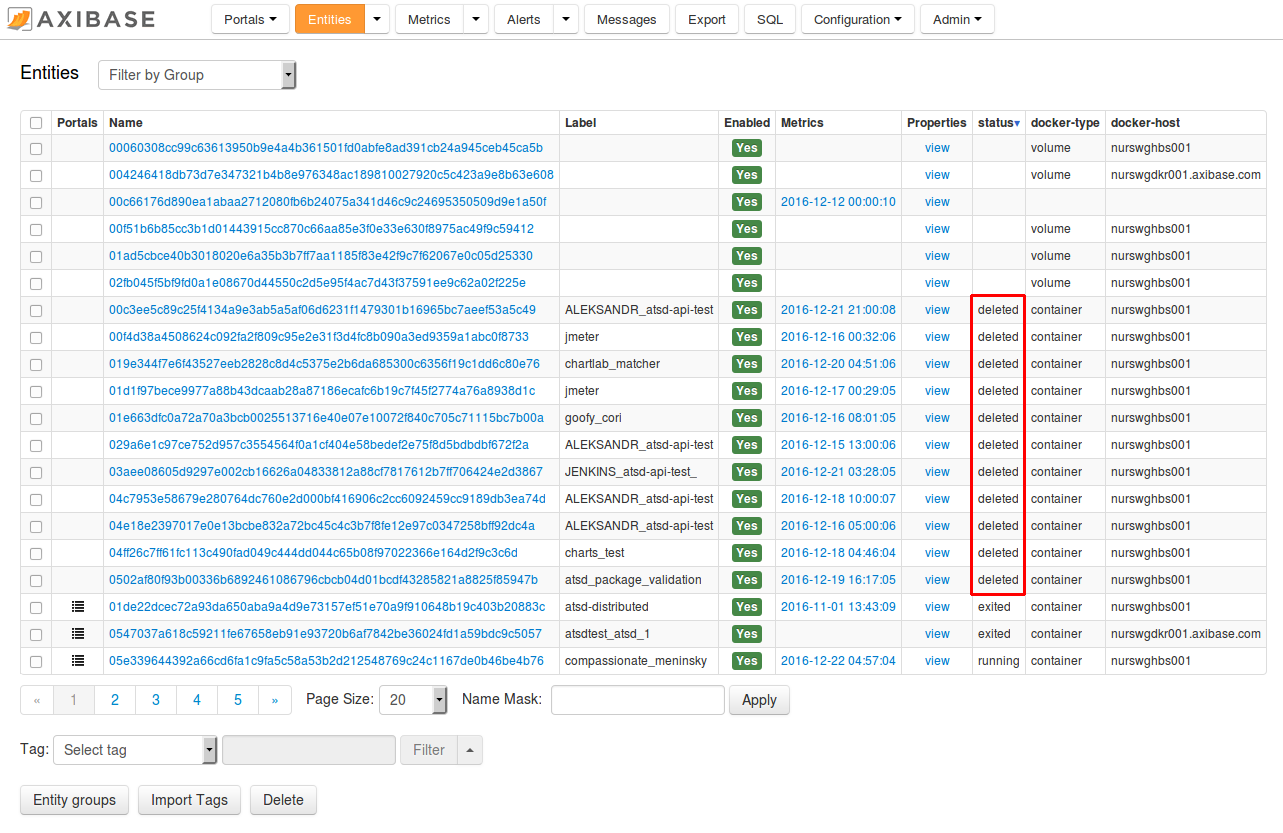 AXIBASE Portals Entities Metrics Alerts Messages Export SQL Configuration Admin
Entities Filter by Group
Portals Name Label Enabled Metrics Properties status docker-type docker-host
00060308cc99c63613950b9e4a4b361501fd0abfe8ad391cb24a945ceb45ca5b Yes view volume nurswghbs001
004246418db73d7e347321b4b8e976348ac189810027920c5c423a9e8b63e608 Yes view volume nurswgdkr001.axibase.com
00c66176d890ea1abaa2712080fb6b24075a341d46c9c24695350509d9e1a50f Yes 2016-12-12 00:00:10 view
00f51b6b85cc3b1d01443915cc870c66aa85e3f0e33e630f8975ac49f9c59412 Yes view volume nurswghbs001
01ad5cbce40b3018020e6a35b3b7ff7aa1185f83e42f9c7f62067e0c05d25330 Yes view volume nurswghbs001
02fb045f5bf9fd0a1e08670d44550c2d5e95f4ac7d43f37591ee9c62a02f225e Yes view volume nurswghbs001
00c3ee5c89c25f4134a9e3ab5a5af06d6231f1479301b16965bc7aeef53a5c49 ALEKSANDR_atsd-api-test Yes 2016-12-21 21:00:08 view deleted container nurswghbs001
00f4d38a4508624c092fa2f809c95e2e31f3d4fc8b090a3ed9359a1abc0f8733 jmeter Yes 2016-12-16 00:32:06 view deleted container nurswghbs001
019e344f7e6f43527eeb2828c8d4c5375e2b6da685300c6356f19c1dd6c80e76 chartlab_matcher Yes 2016-12-20 04:51:06 view deleted container nurswghbs001
01d1f97bece9977a88b43dcaab28a87186ecafc6b19c7f45f2774a76a8938d1c jmeter Yes 2016-12-17 00:29:05 view deleted container nurswghbs001
01e663dfc0a72a70a3bcb0025513716e40e07e10072f840c705c71115bc7b00a goofy_cori Yes 2016-12-16 08:01:05 view deleted container nurswghbs001
029a6e1c97ce752d957c3554564f0a1cf404e58bedef2e75f8d5bdbdbf672f2a ALEKSANDR_atsd-api-test Yes 2016-12-15 13:00:06 view deleted container nurswghbs001
03aee08605d9297e002cb16626a04833812a88cf7817612b7ff706424e2d3867 JENKINS_atsd-api-test_ Yes 2016-12-21 03:28:05 view deleted container nurswghbs001
04c7953e58679e280764dc760e2d000bf416906c2cc6092459cc9189db3ea74d ALEKSANDR_atsd-api-test Yes 2016-12-18 10:00:07 view deleted container nurswghbs001
04e18e2397017e0e13bcbe832a72bc45c4c3b7f8fe12e97c0347258bff92dc4a ALEKSANDR_atsd-api-test Yes 2016-12-16 05:00:06 view deleted container nurswghbs001
04ff26c7ff61fc113c490fad049c444dd044c65b08f97022366e164d2f9c3c6d charts_test Yes 2016-12-18 04:46:04 view deleted container nurswghbs001
0502af80f93b00336b6892461086796cbcb04d01bcdf43285821a8825f85947b atsd_package_validation Yes 2016-12-19 16:17:05 view deleted container nurswghbs001
01de22dcec72a93da650aba9a4d9e73157ef51e70a9f910648b19c403b20883c atsd-distributed Yes 2016-11-01 13:43:09 view exited container nurswghbs001
0547037a618c59211fe67658eb91e93720b6af7842be36024fd1a59bdc9c5057 atsdtest_atsd_1 Yes view exited container nurswgdkr001.axibase.com
05e339644392a66cd6fa1c9fa5c58a53b2d212548769c24c1167de0b46be4b76 compassionate_meninsky Yes 2016-12-22 04:57:04 view running container nurswghbs001
« 1 2 3 4 5 » Page Size: 20 Name Mask: Apply
Tag: Select tag Filter
Entity groups Import Tags Delete